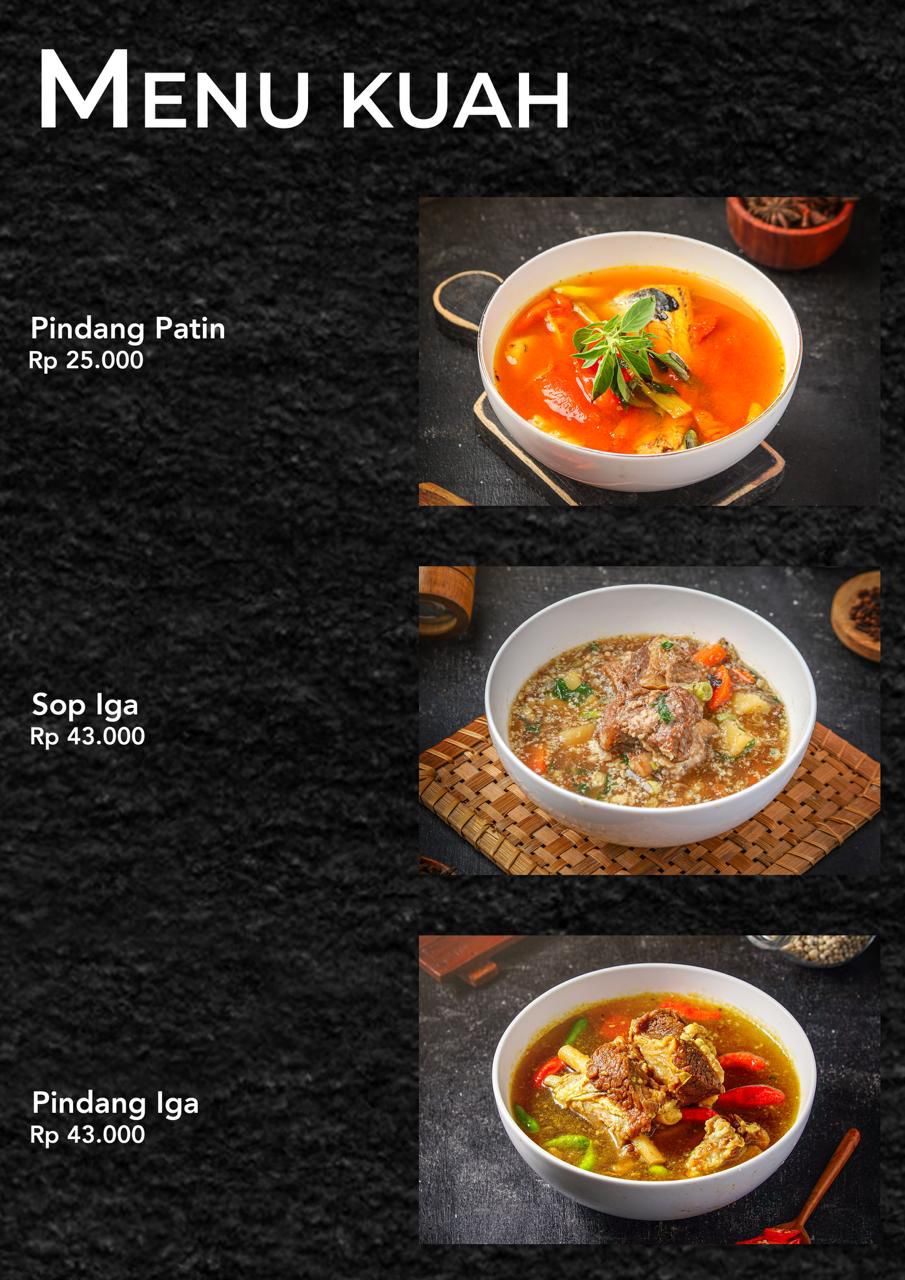 MENU KUAH
Pindang Patin
Rp 25.000
Sop Iga
Rp 43.000
Pindang Iga
Rp 43.000